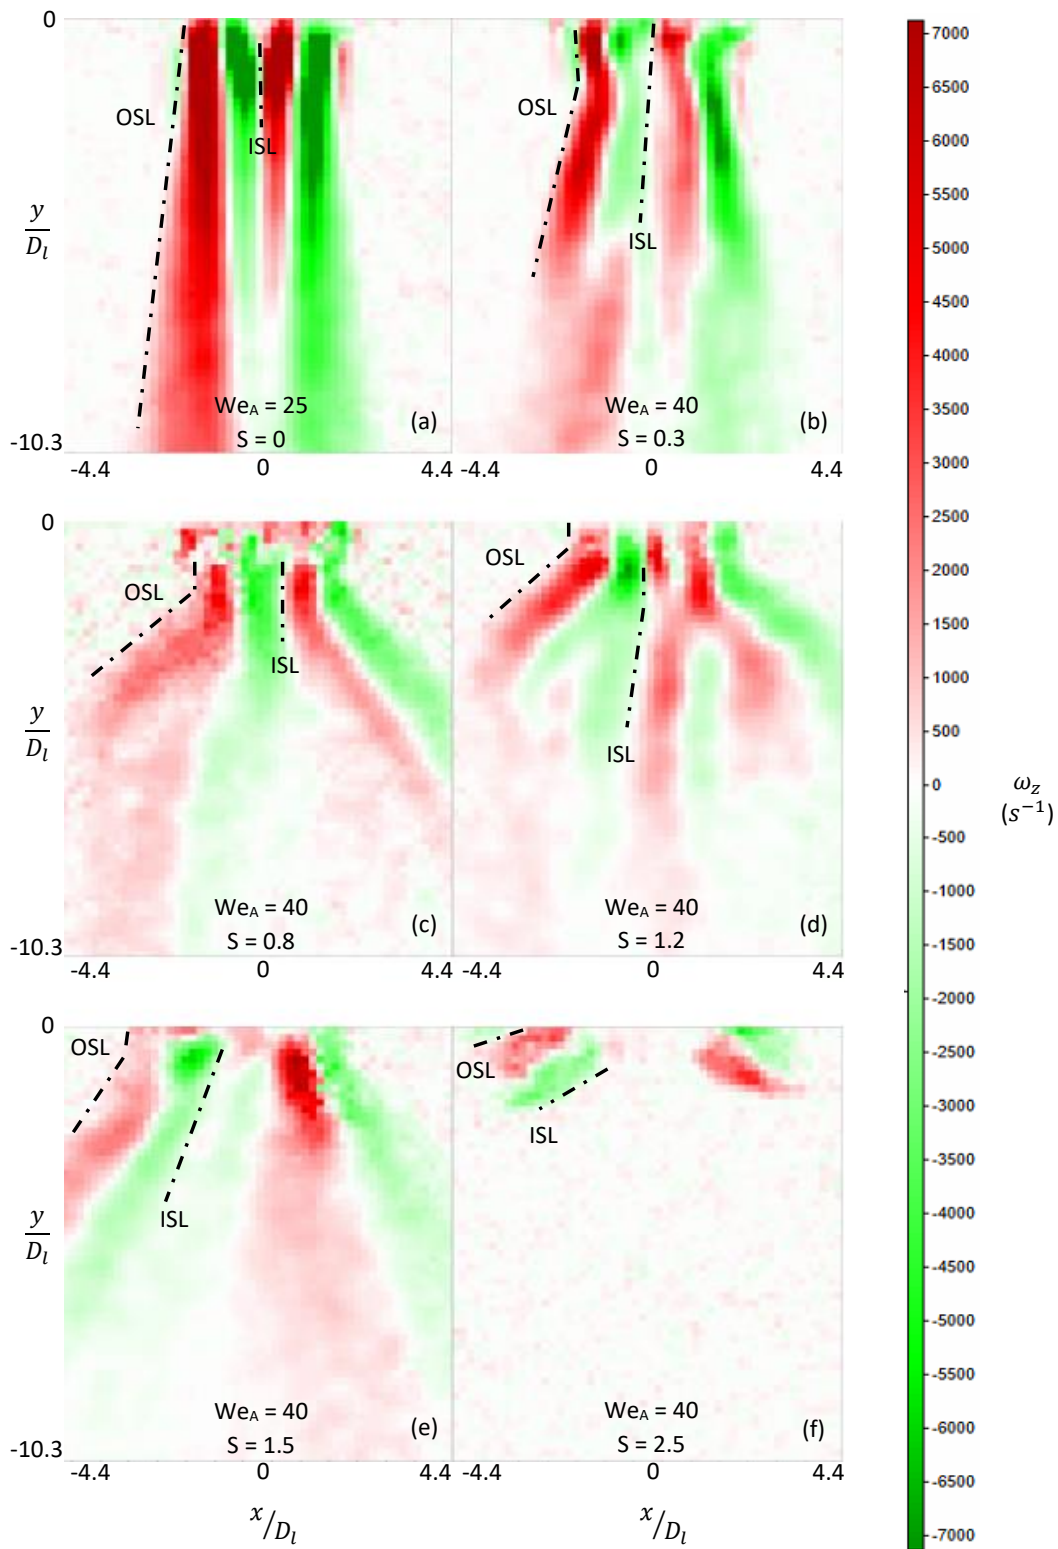 0
OSL
ISL
y
D_l
We_A = 25
S = 0
(a)
-10.3
-4.4
0
OSL
ISL
We_A = 40
S = 0.3
(b)
4.4 -4.4
0
4.4
0
OSL
ISL
y
D_l
We_A = 40
S = 0.8
(c)
-10.3
-4.4
0
OSL
ISL
We_A = 40
S = 1.2
(d)
4.4 -4.4
0
4.4
0
OSL
ISL
y
D_l
We_A = 40
S = 1.5
(e)
-10.3
-4.4
0
OSL
ISL
We_A = 40
S = 2.5
(f)
4.4 -4.4
0
4.4
x/D_l
x/D_l
7000
6500
6000
5500
5000
4500
4000
3500
3000
2500
2000
1500
1000
500
0
-500
-1000
-1500
-2000
-2500
-3000
-3500
-4000
-4500
-5000
-5500
-6000
-6500
-7000
ω_z
(s⁻¹)